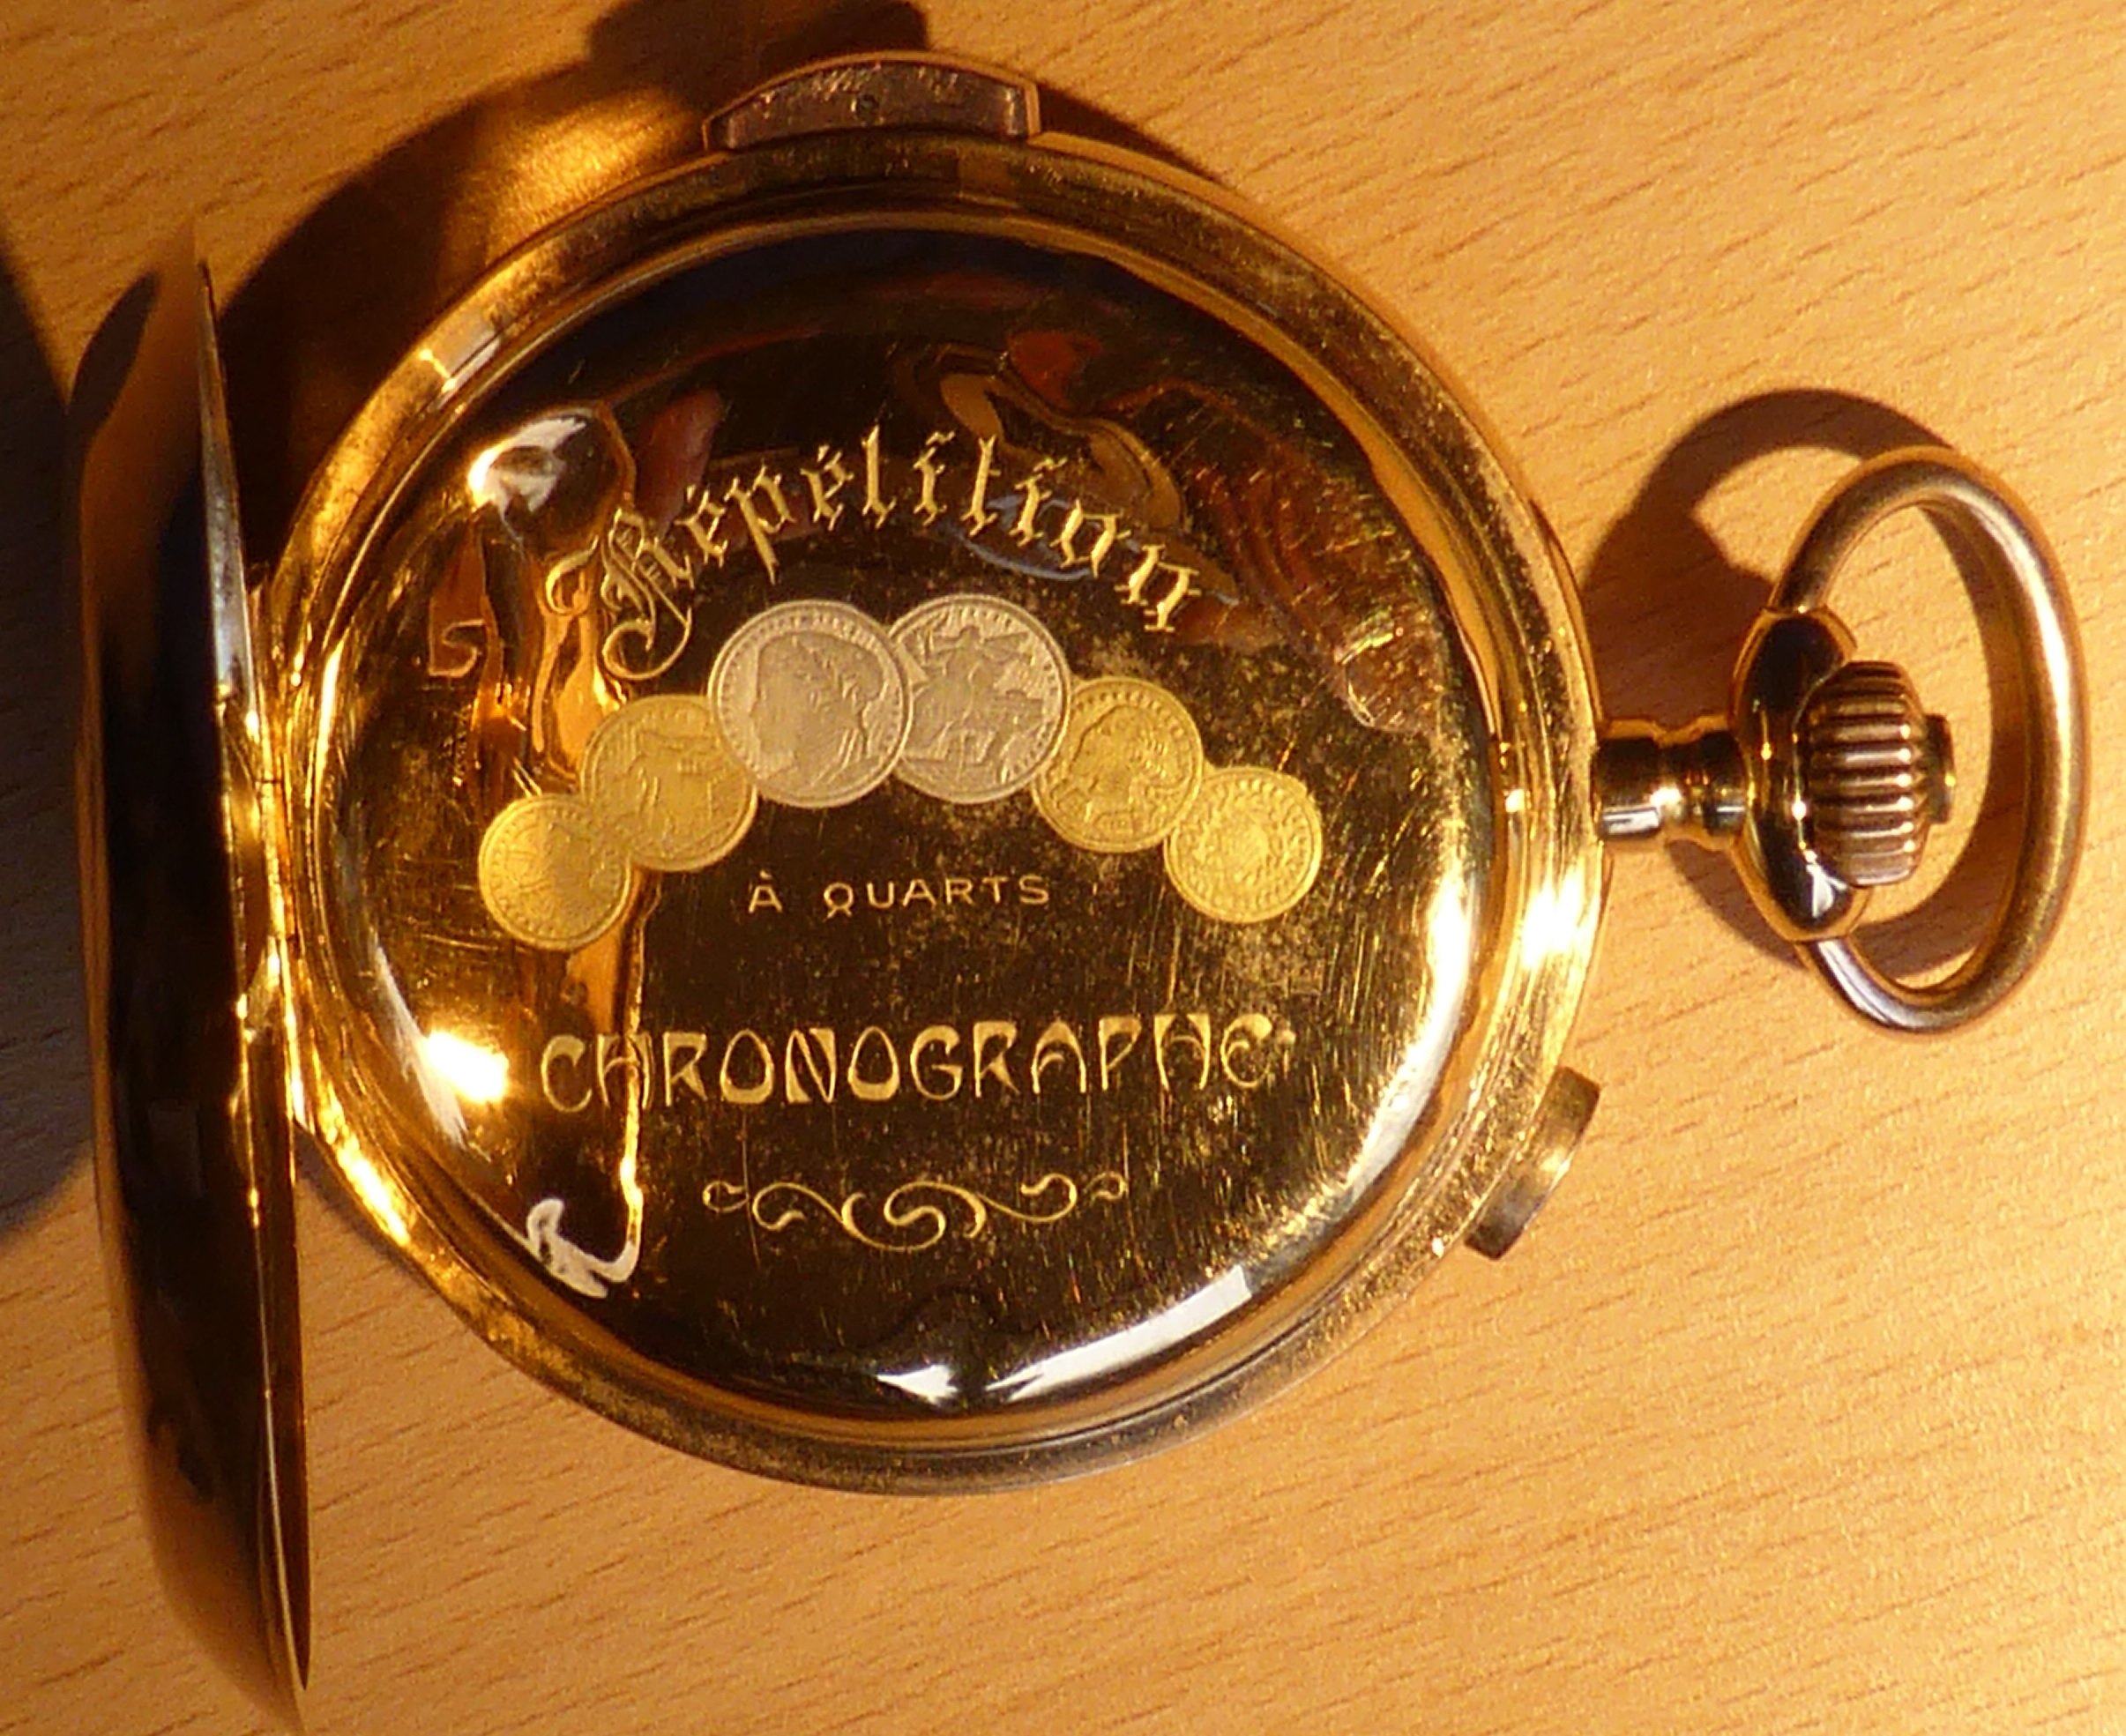 Répétition
À QUARTS
CHRONOGRAPHE